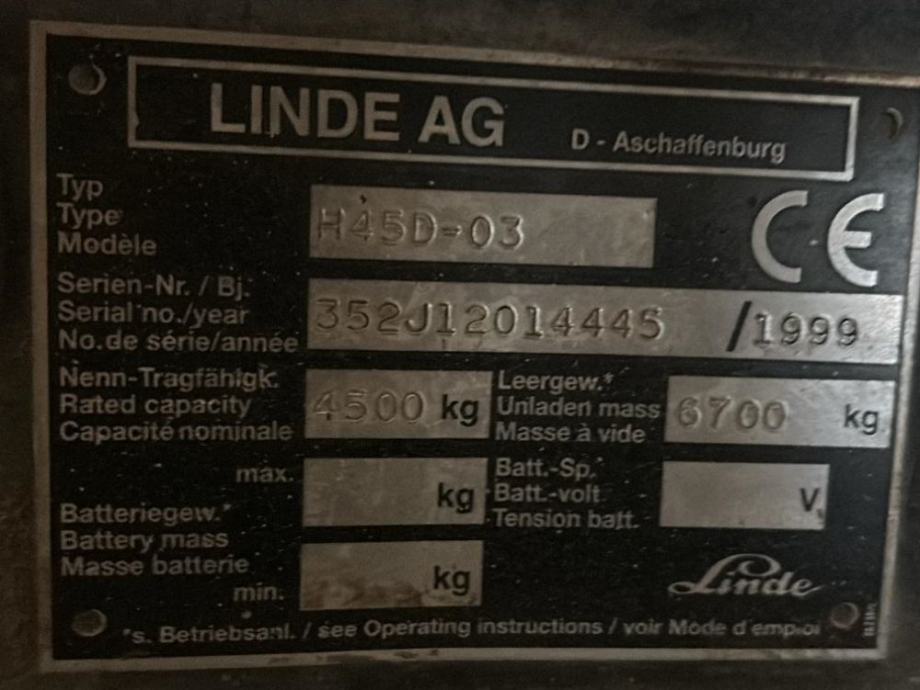 LINDE AG D - Aschaffenburg
Typ
Type
Modèle
H45D-03
CE
Serien-Nr. / Bj.
Serial no./year
No. de série/année
352J12014445 /1999
Nenn-Tragfähigk.
Rated capacity
Capacité nominale
4500 kg
Leergew.*
Unladen mass
Masse à vide
6700 kg
max.
kg
Batteriegew.*
Battery mass
Masse batterie
min.
kg
Batt.-Sp.
Batt.-volt.
Tension batt.
V
Linde
*s. Betriebsanl. / see Operating instructions / voir Mode d'emploi